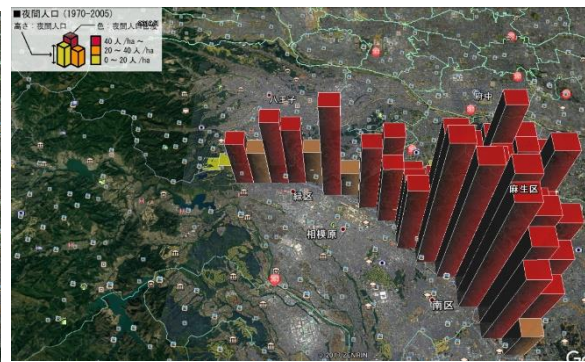 ■夜間人口 (1970-2005)
高さ：夜間人口
色：夜間人口密度
40 人/ha～
20～40人/ha
0～20人/ha
八王子
府中
麻生区
緑区
相模原
南区